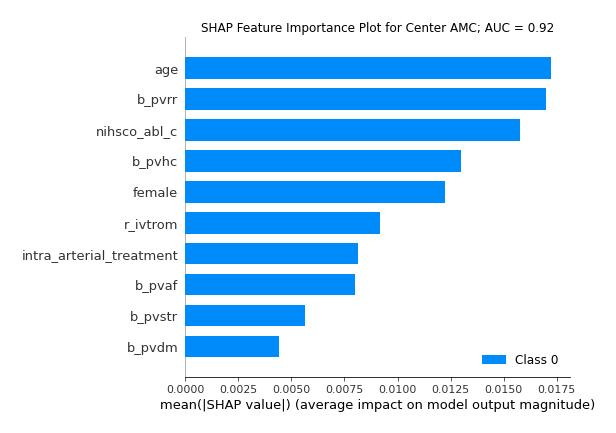 SHAP Feature Importance Plot for Center AMC; AUC = 0.92
age
b_pvrr
nihsco_abl_c
b_pvhc
female
r_ivtrom
intra_arterial_treatment
b_pvaf
b_pvstr
b_pvdm
Class 0
0.0000 0.0025 0.0050 0.0075 0.0100 0.0125 0.0150 0.0175
mean(|SHAP value|) (average impact on model output magnitude)